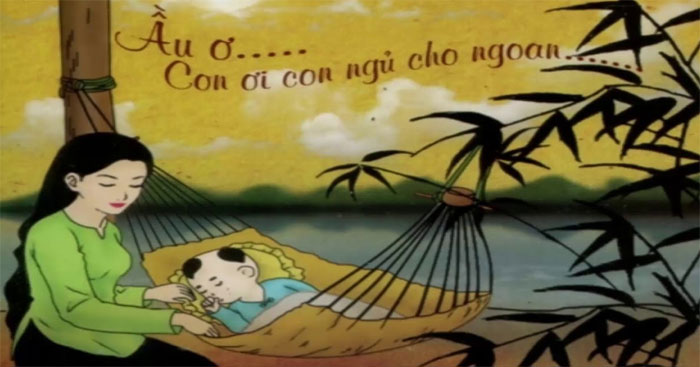 Ầu ơ.....
Con ơi con ngủ cho ngoan.......